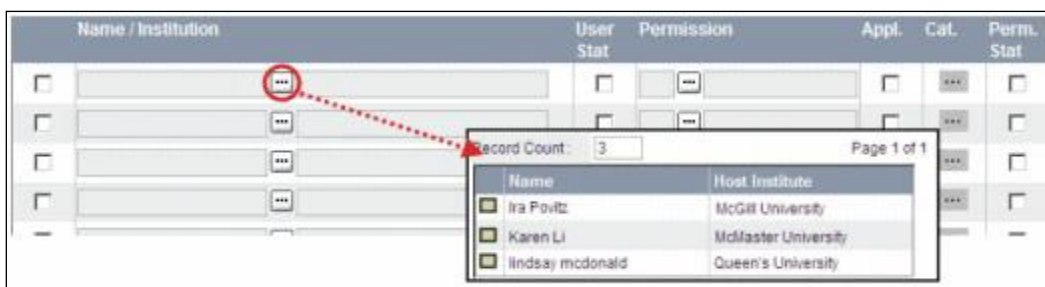 Name / Institution User Stat Permission Appl. Cat. Perm. Stat
Record Count: 3 Page 1 of 1
Name Host Institute
Ira Povitz McGill University
Karen Li McMaster University
lindsay mcdonald Queen's University